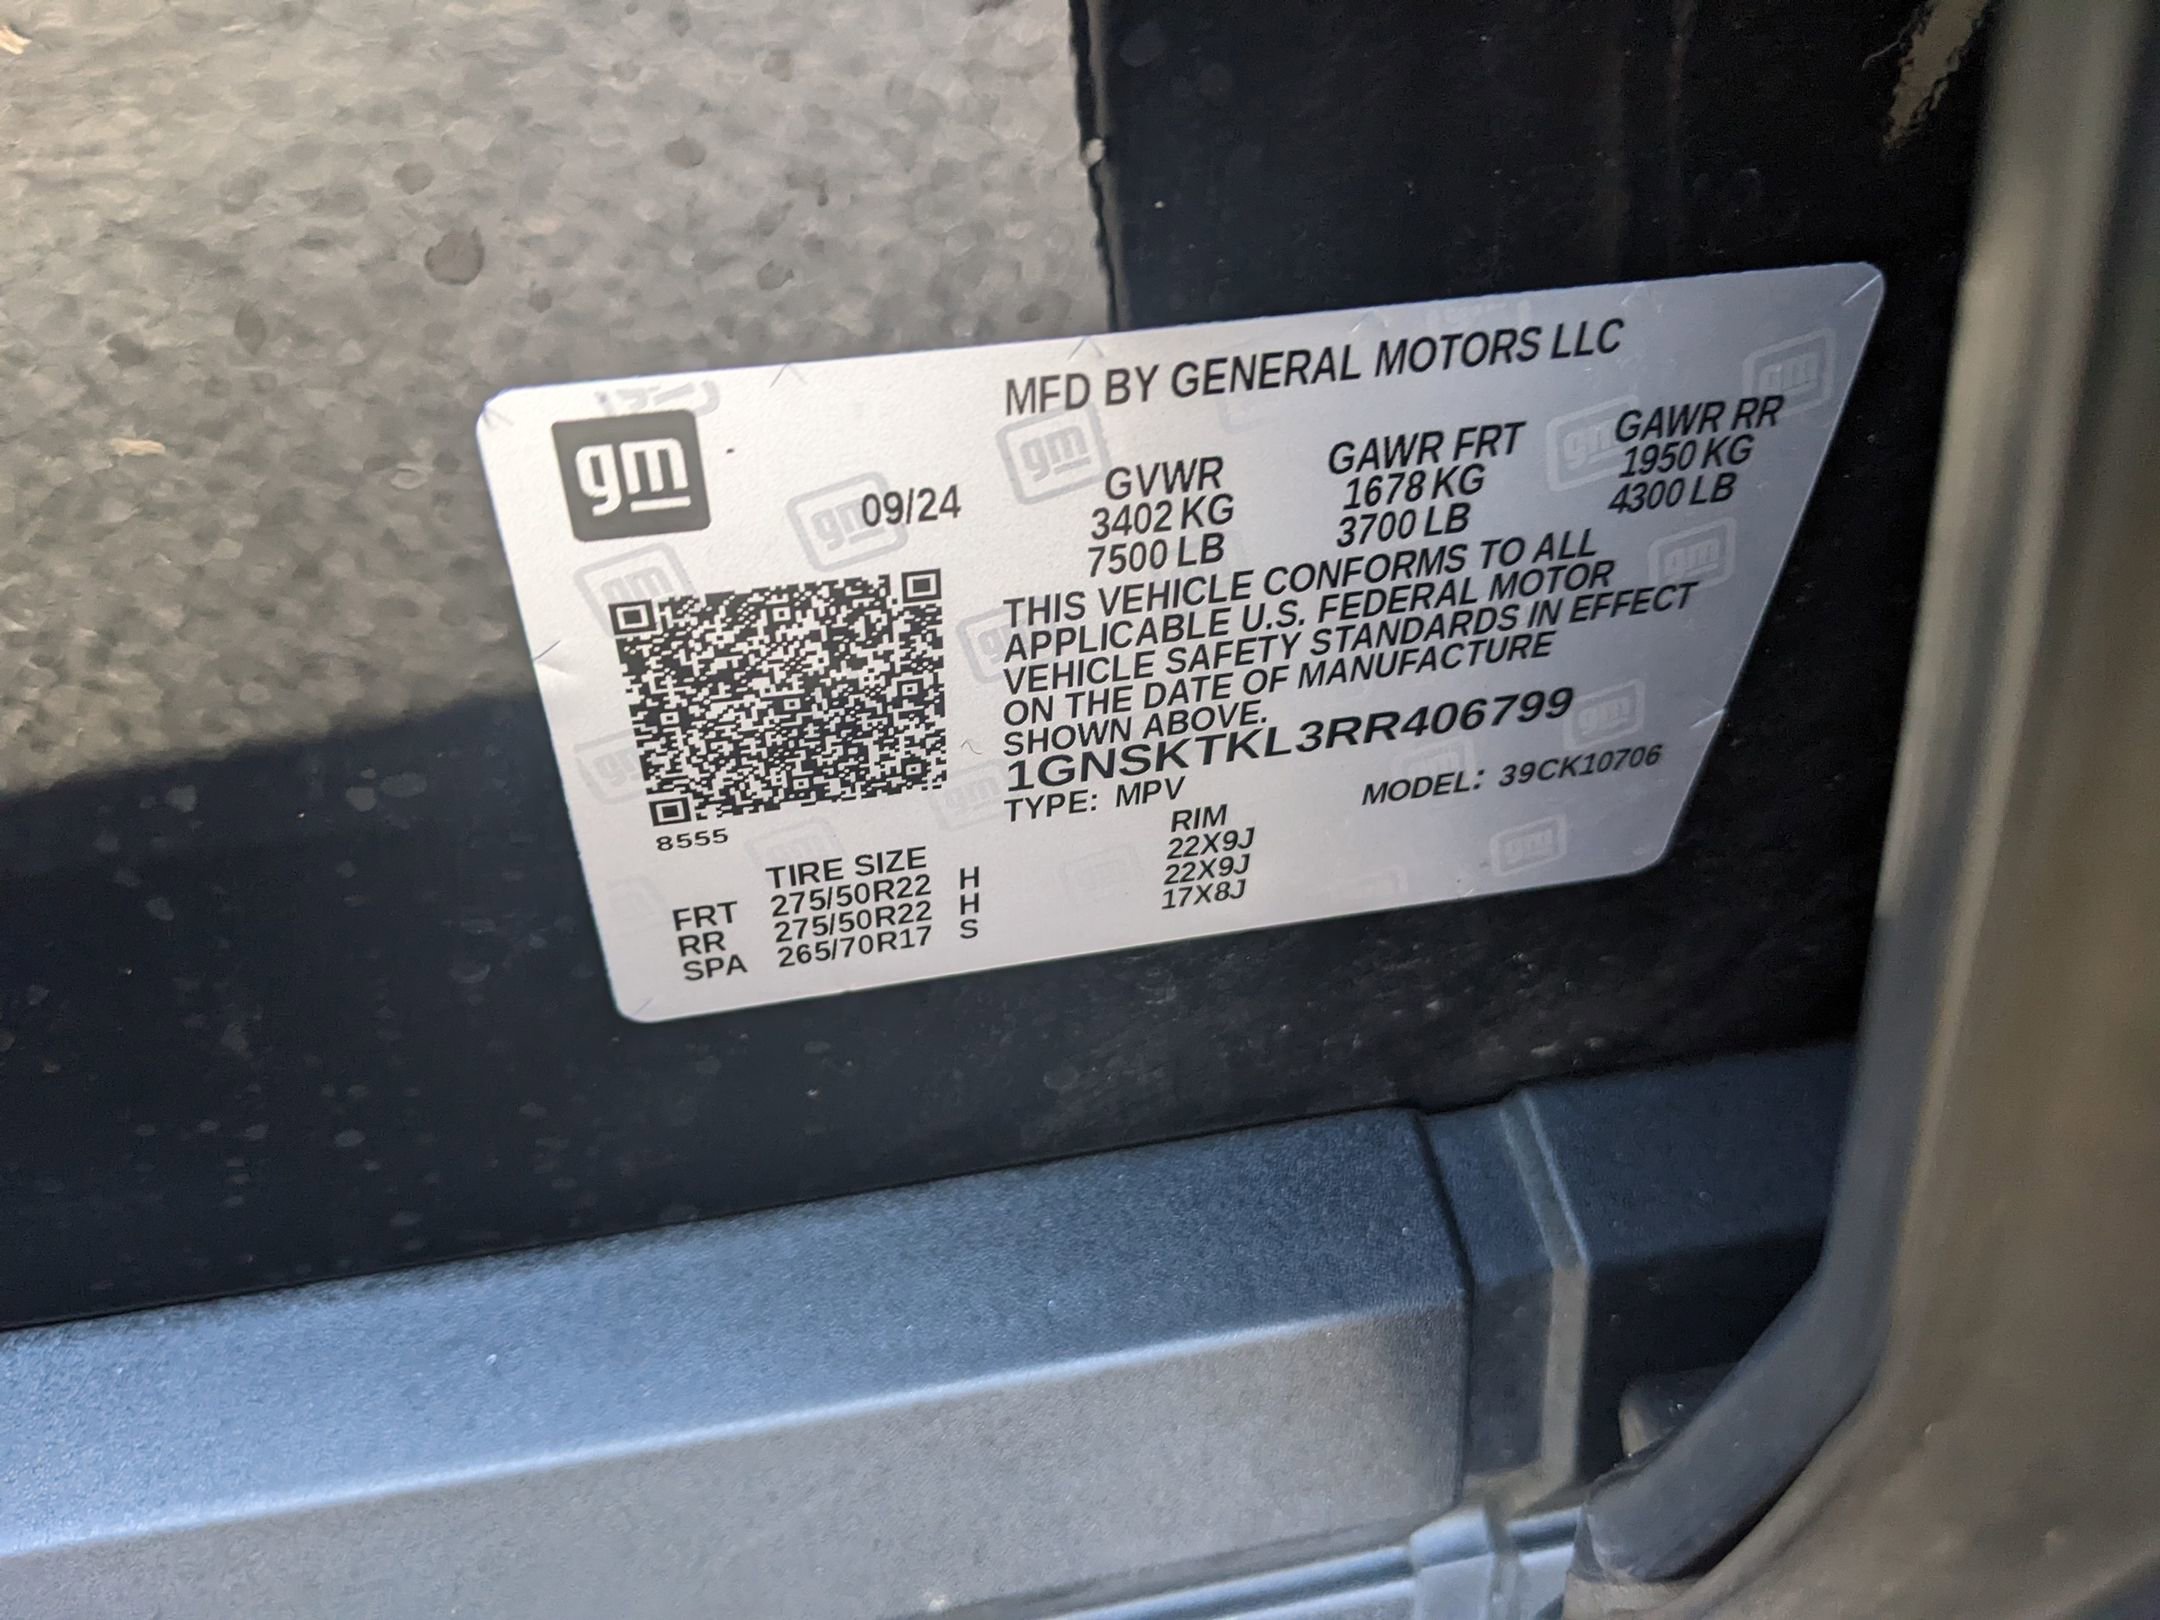 MFD BY GENERAL MOTORS LLC
gm
09/24
GVWR
3402 KG
7500 LB
GAWR FRT
1678 KG
3700 LB
GAWR RR
1950 KG
4300 LB
THIS VEHICLE CONFORMS TO ALL
APPLICABLE U.S. FEDERAL MOTOR
VEHICLE SAFETY STANDARDS IN EFFECT
ON THE DATE OF MANUFACTURE
SHOWN ABOVE.
1GNSKTKL3RR406799
TYPE: MPV
MODEL: 39CK10706
8555
TIRE SIZE
RIM
FRT 275/50R22 H 22X9J
RR 275/50R22 H 22X9J
SPA 265/70R17 S 17X8J